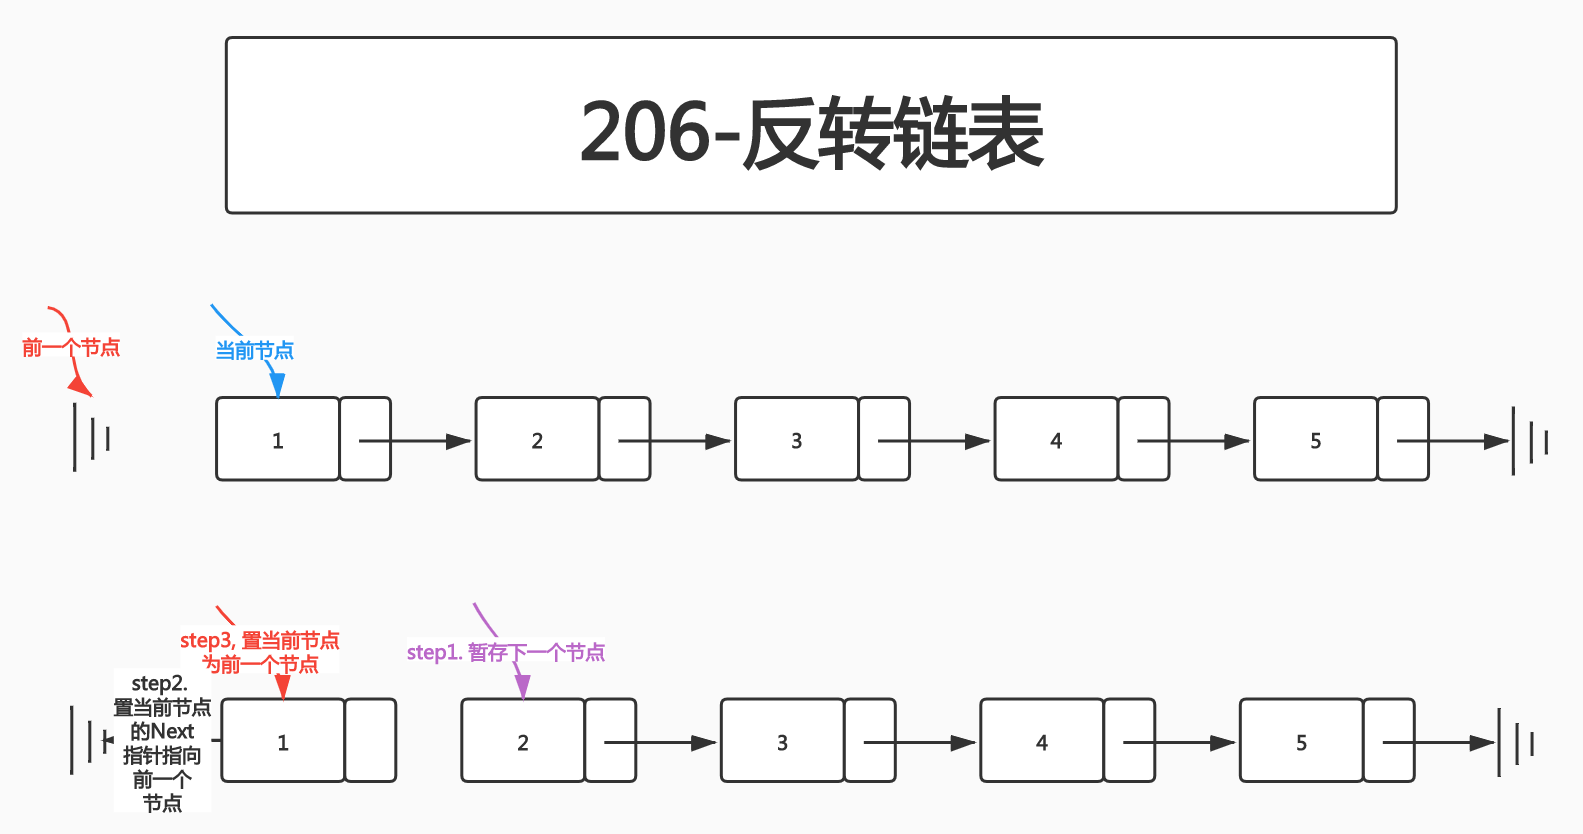 206-反转链表
前一个节点
当前节点
1
2
3
4
5
step3, 置当前节点
为前一个节点
step1. 暂存下一个节点
step2.
置当前节点
的Next
指针指向
前一个
节点
1
2
3
4
5